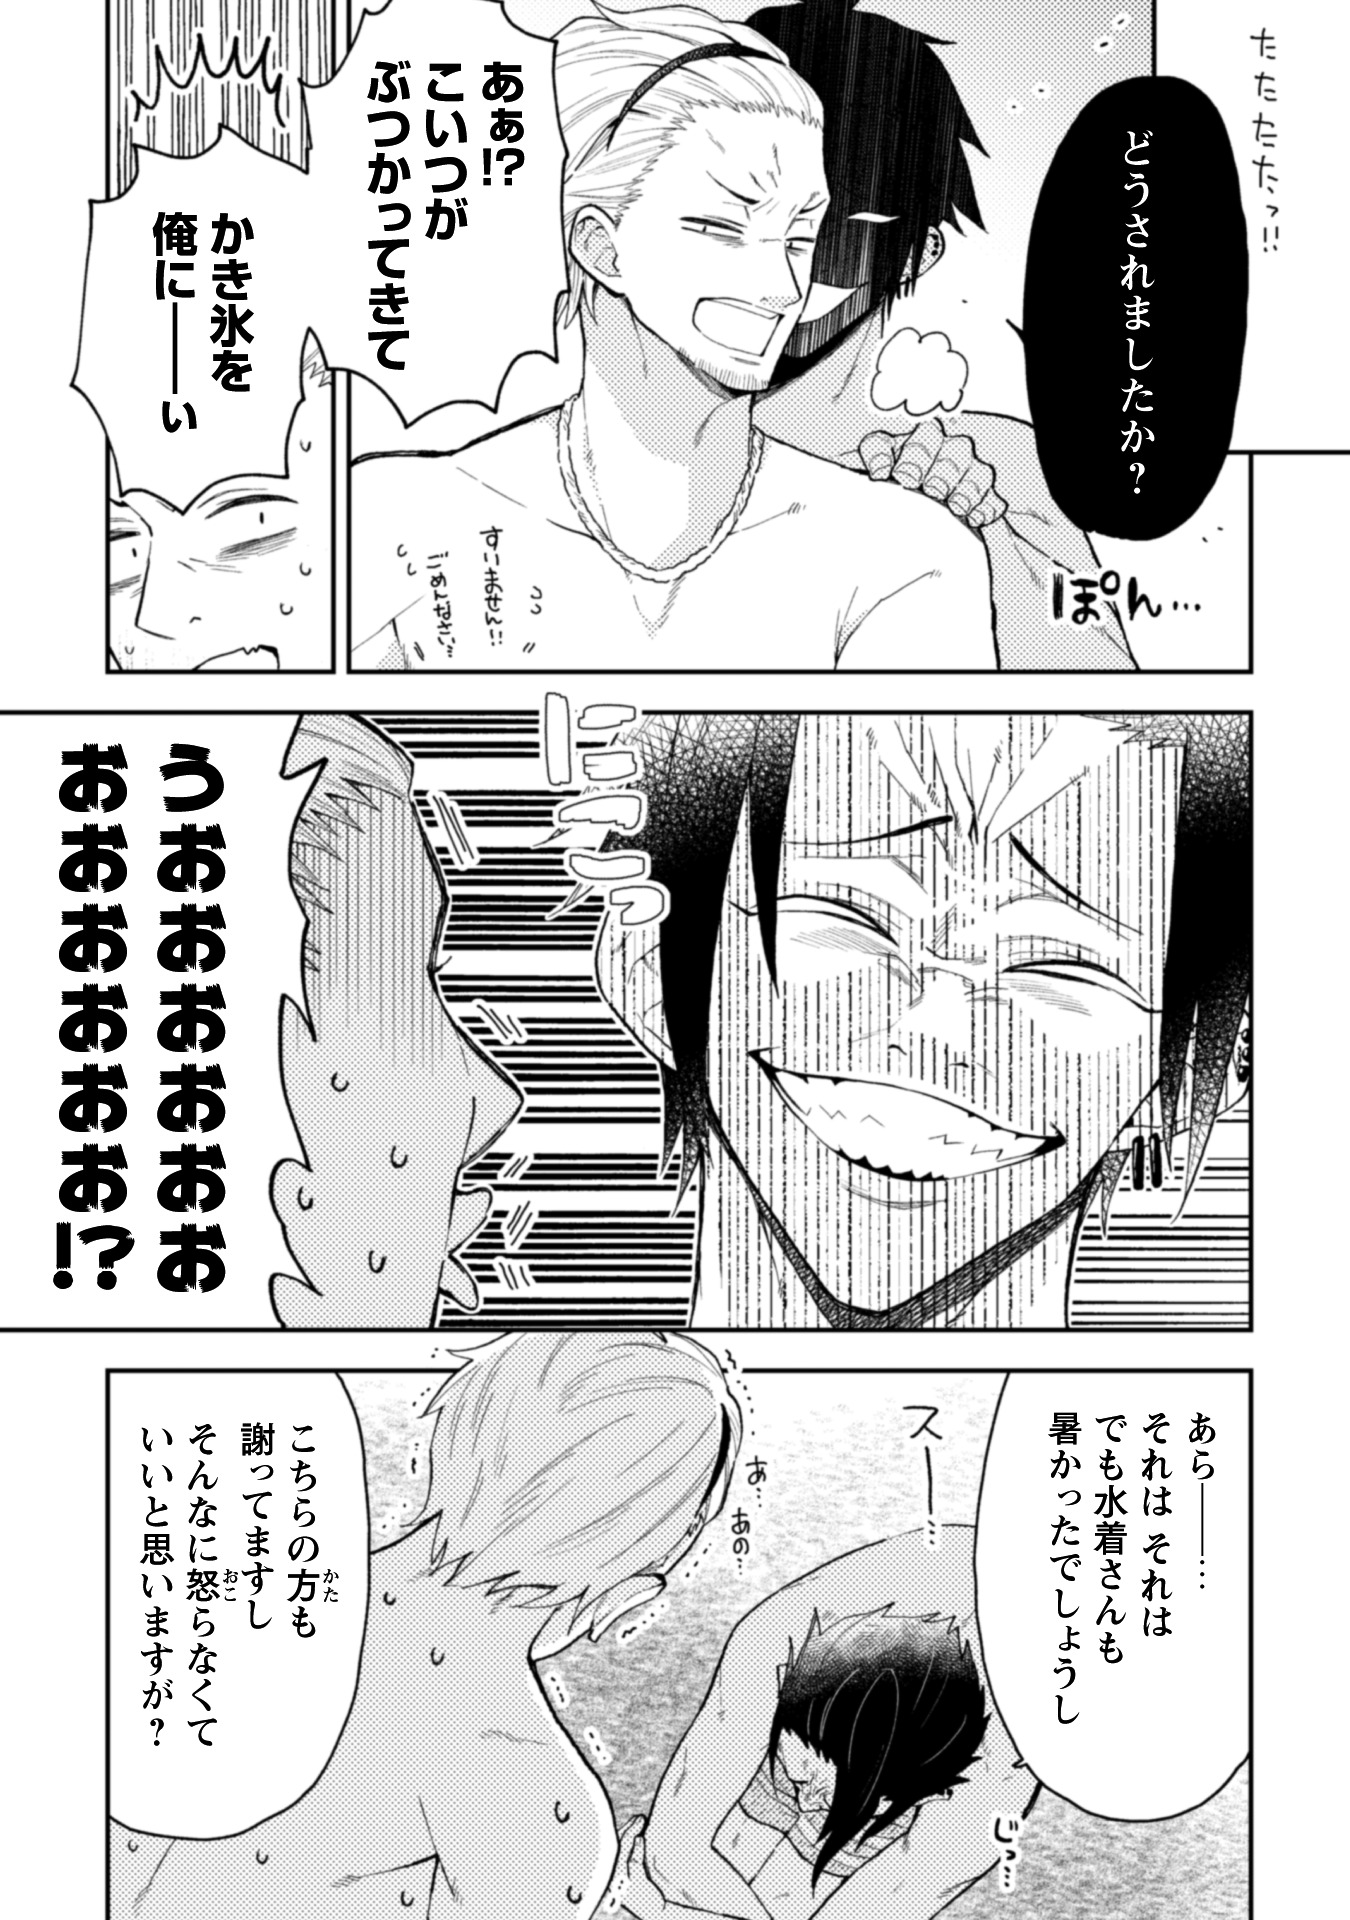 たたたたっ!!
どうされましたか?
ぽん…
あぁ!?
こいつが
ぶつかってきて
すいません!!
ごめんなさい…
かき氷を
俺に――ぃ
うおおおおおお
おおおおおお!?
あら――…
それは それは
でも水着さんも
暑かったでしょうし
スー…
じっ…
あ…
あの…
こちらの方も
かた
謝ってますし
そんなに怒らなくて
おこ
いいと思いますが?